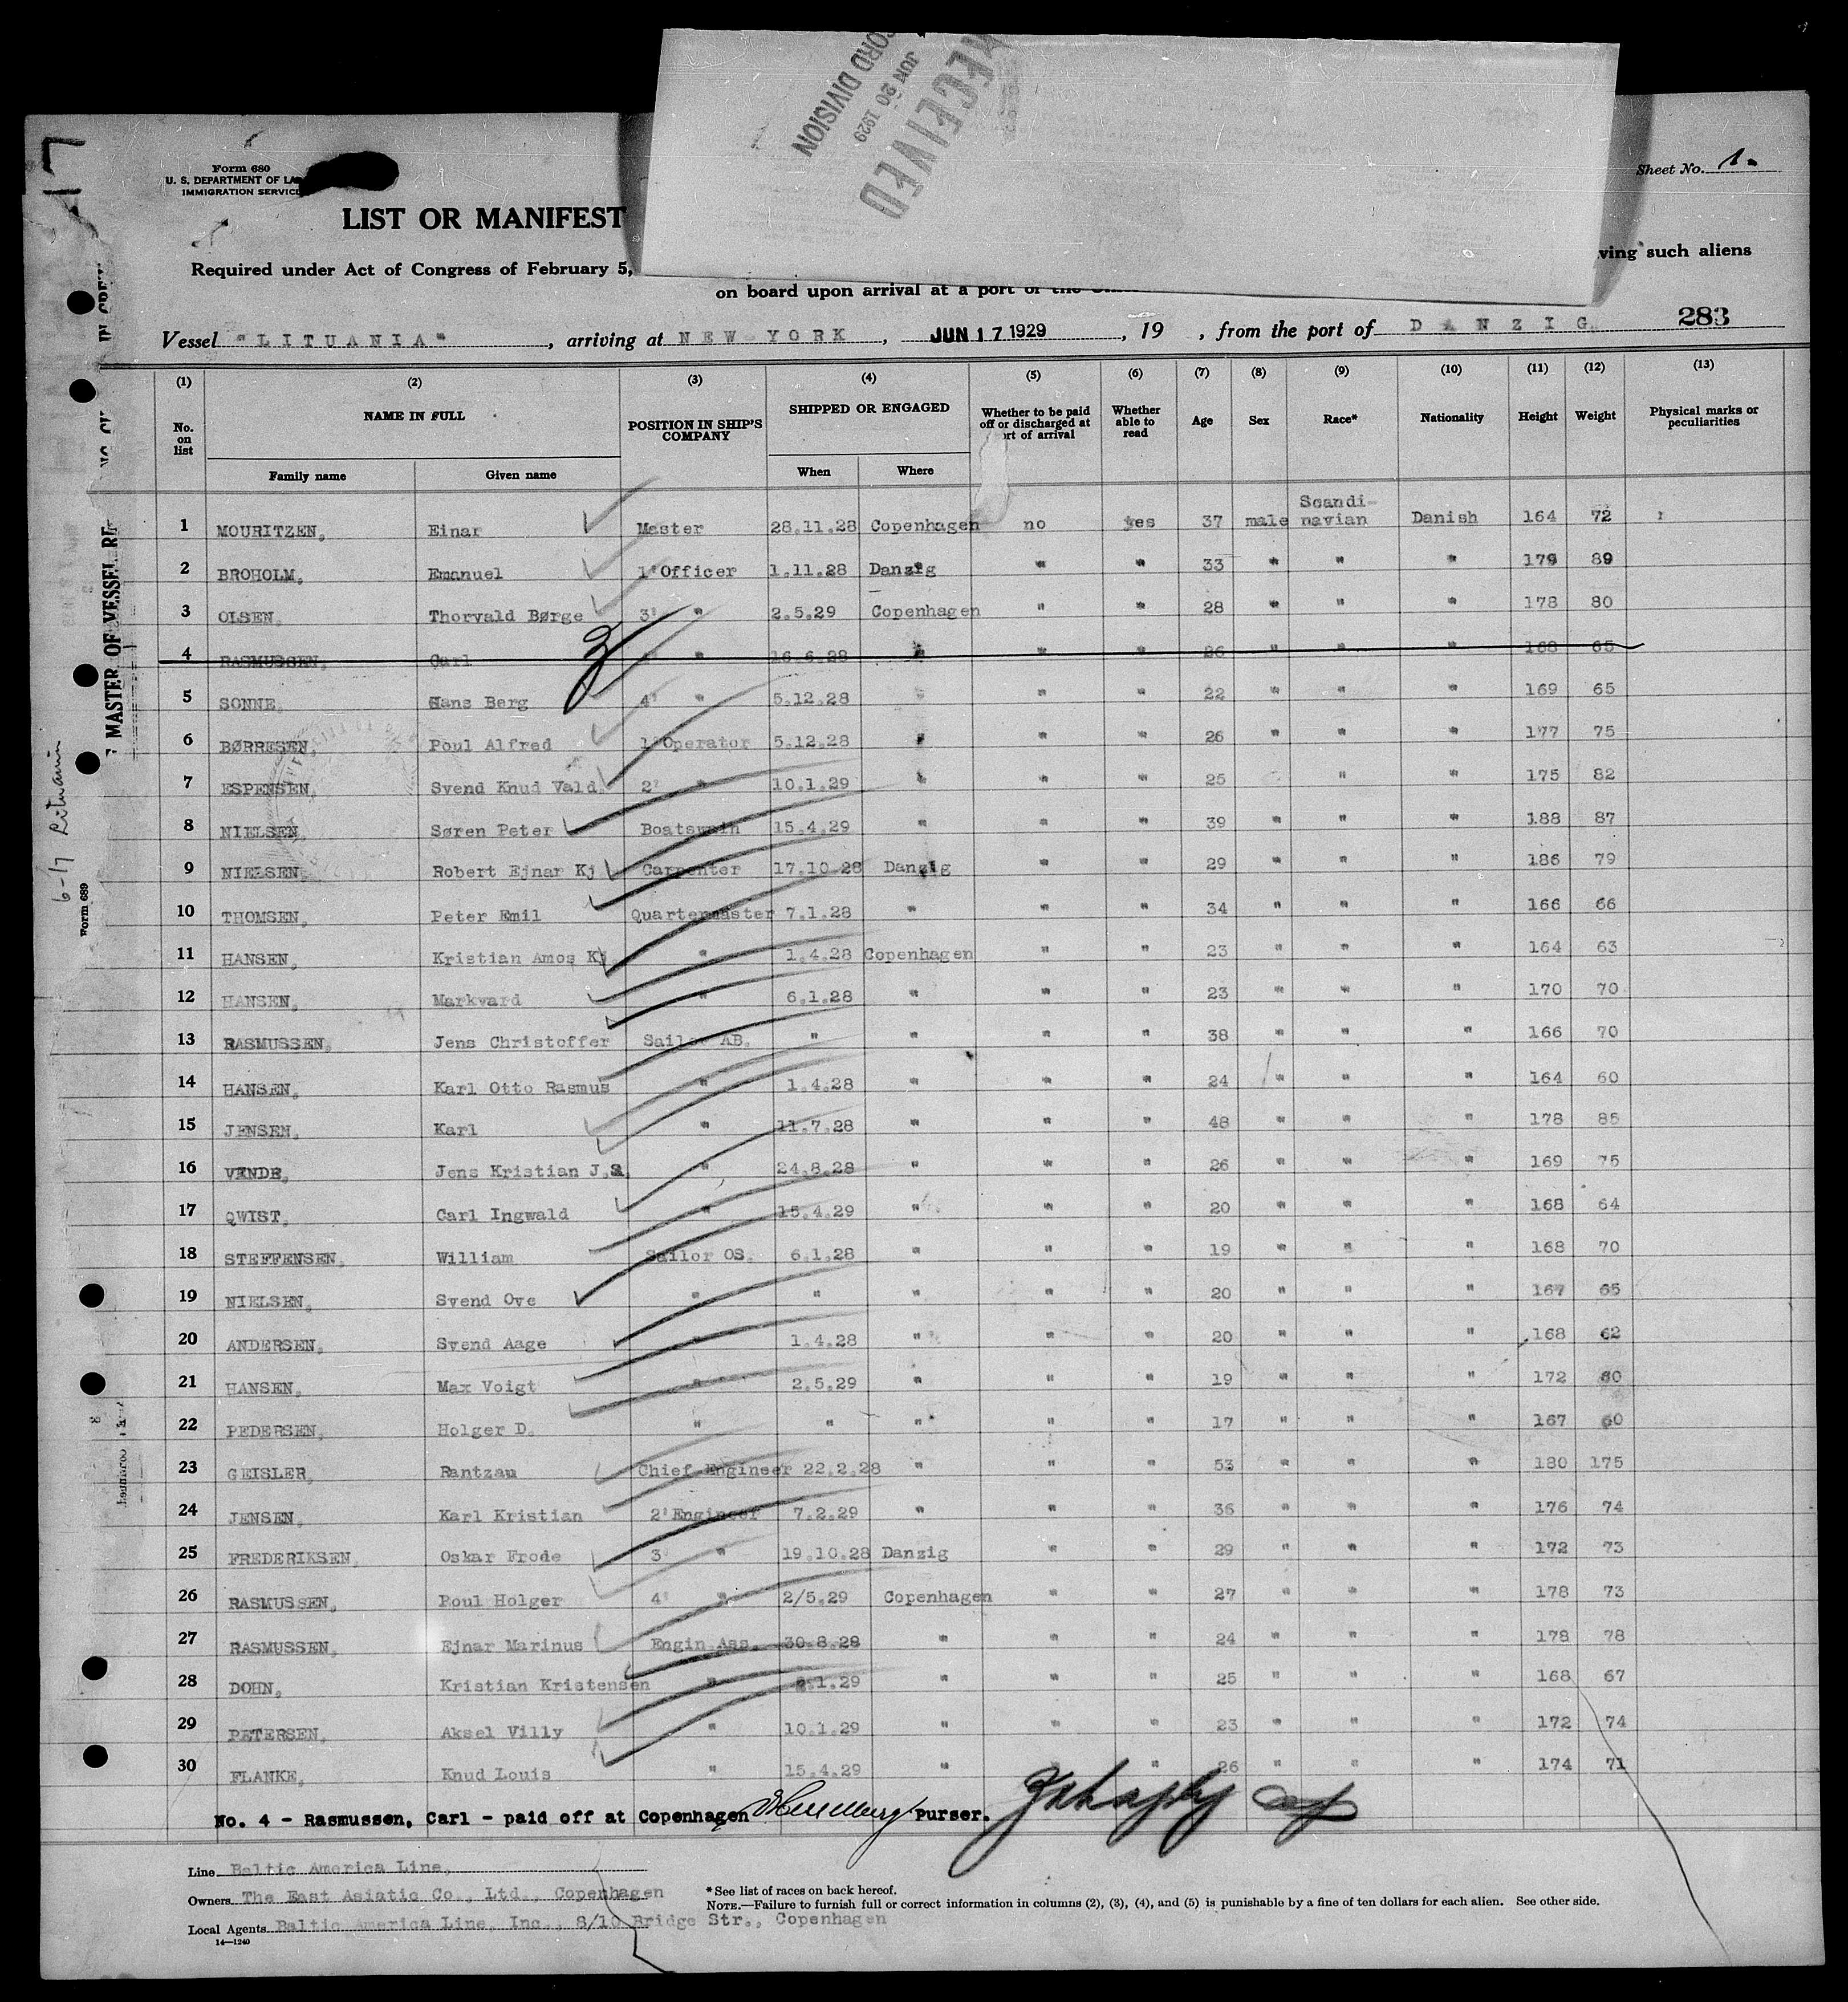 RECEIVED
JUN 20 1929
RECORD DIVISION
17
Form 680
U. S. DEPARTMENT OF LA
IMMIGRATION SERVICE
Sheet No. 1.
LIST OR MANIFEST
Required under Act of Congress of February 5, ving such aliens
on board upon arrival at a port of the
283
Vessel "LITUANIA", arriving at NEW YORK, JUN 17 1929, 19 , from the port of DANZIG.
(1) (2) (3) (4) (5) (6) (7) (8) (9) (10) (11) (12) (13)
No. on list NAME IN FULL POSITION IN SHIP'S COMPANY SHIPPED OR ENGAGED Whether to be paid off or discharged at ort of arrival Whether able to read Age Sex Race* Nationality Height Weight Physical marks or peculiarities
Family name Given name When Where
1 MOURITZEN, Einar Master 28.11.28 Copenhagen no yes 37 male Scandi-navian Danish 164 72
2 BROHOLM, Emanuel 1'Officer 1.11.28 Danzig " " 33 " " " 179 89
3 OLSEN, Thorvald Børge 3' " 2.5.29 Copenhagen " " 28 " " " 178 80
4 RASMUSSEN, Carl " 16.6.28 " " " 26 " " " 168 65
5 SONNE, Hans Berg 4' " 5.12.28 " " " 22 " " " 169 65
6 BØRRESEN, Poul Alfred 1'Operator 5.12.28 " " " 26 " " " 177 75
7 ESPENSEN, Svend Knud Vald. 2' " 10.1.29 " " " 25 " " 175 82
8 NIELSEN, Søren Peter Boatswain 15.4.29 " " " 39 " " " 188 87
9 NIELSEN, Robert Ejnar Kj Carpenter 17.10.28 Danzig " " 29 " " " 186 79
10 THOMSEN, Peter Emil Quartermaster 7.1.28 " " " 34 " " " 166 66
11 HANSEN, Kristian Amos Kj " 1.4.28 Copenhagen " " 23 " " " 164 63
12 HANSEN, Markvard " 6.1.28 " " " 23 " " " 170 70
13 RASMUSSEN, Jens Christoffer Sailor AB. " " " " 38 " " " 166 70
14 HANSEN, Karl Otto Rasmus " 1.4.28 " " " 24 " " 164 60
15 JENSEN, Karl " 11.7.28 " " " 48 " " " 178 85
16 VENDE, Jens Kristian J.S. " 24.8.28 " " " 26 " " " 169 75
17 QWIST, Carl Ingwald " 15.4.29 " " " 20 " " " 168 64
18 STEFFENSEN, William Sailor OS. 6.1.28 " " " 19 " " " 168 70
19 NIELSEN, Svend Ove " " " " " 20 " " " 167 65
20 ANDERSEN, Svend Aage " 1.4.28 " " " 20 " " " 168 62
21 HANSEN, Max Voigt " 2.5.29 " " " 19 " " " 172 80
22 PEDERSEN, Holger D. " " " " " 17 " " " 167 60
23 GEISLER, Rantzau Chief Engineer 22.2.28 " " " 53 " " " 180 175
24 JENSEN, Karl Kristian 2'Engineer 7.2.29 " " " 36 " " " 176 74
25 FREDERIKSEN, Oskar Frode 3' " 19.10.28 Danzig " " 29 " " " 172 73
26 RASMUSSEN, Poul Holger 4' " 2/5.29 Copenhagen " " 27 " " " 178 73
27 RASMUSSEN, Ejnar Marinus Engin Ass. 30.8.28 " " " 24 " " " 178 78
28 DOHN, Kristian Kristensen " .1.29 " " " 25 " " " 168 67
29 PETERSEN, Aksel Villy " 10.1.29 " " " 23 " " " 172 74
30 FLANKE, Knud Louis " 15.4.29 " " " 26 " " " 174 71
No. 4 - Rasmussen, Carl - paid off at Copenhagen Purser.
Line Baltic America Line,
Owners The East Asiatic Co., Ltd., Copenhagen
*See list of races on back hereof.
NOTE.—Failure to furnish full or correct information in columns (2), (3), (4), and (5) is punishable by a fine of ten dollars for each alien. See other side.
Local Agents Baltic America Line, Inc., 8/10 Bridge Str., Copenhagen
14—1240
MASTER OF VESSEL
6-17 Lituania
Form 689